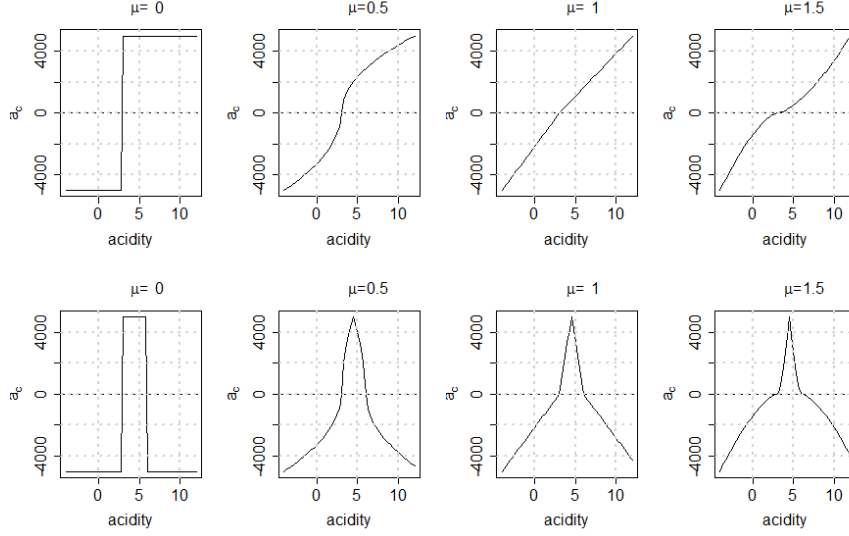 μ= 0 μ=0.5 μ= 1 μ=1.5
4000 4000 4000 4000
0 0 0 0
a_c a_c a_c a_c
-4000 -4000 -4000 -4000
0 5 10 0 5 10 0 5 10 0 5 10
acidity acidity acidity acidity
μ= 0 μ=0.5 μ= 1 μ=1.5
4000 4000 4000 4000
0 0 0 0
a_c a_c a_c a_c
-4000 -4000 -4000 -4000
0 5 10 0 5 10 0 5 10 0 5 10
acidity acidity acidity acidity